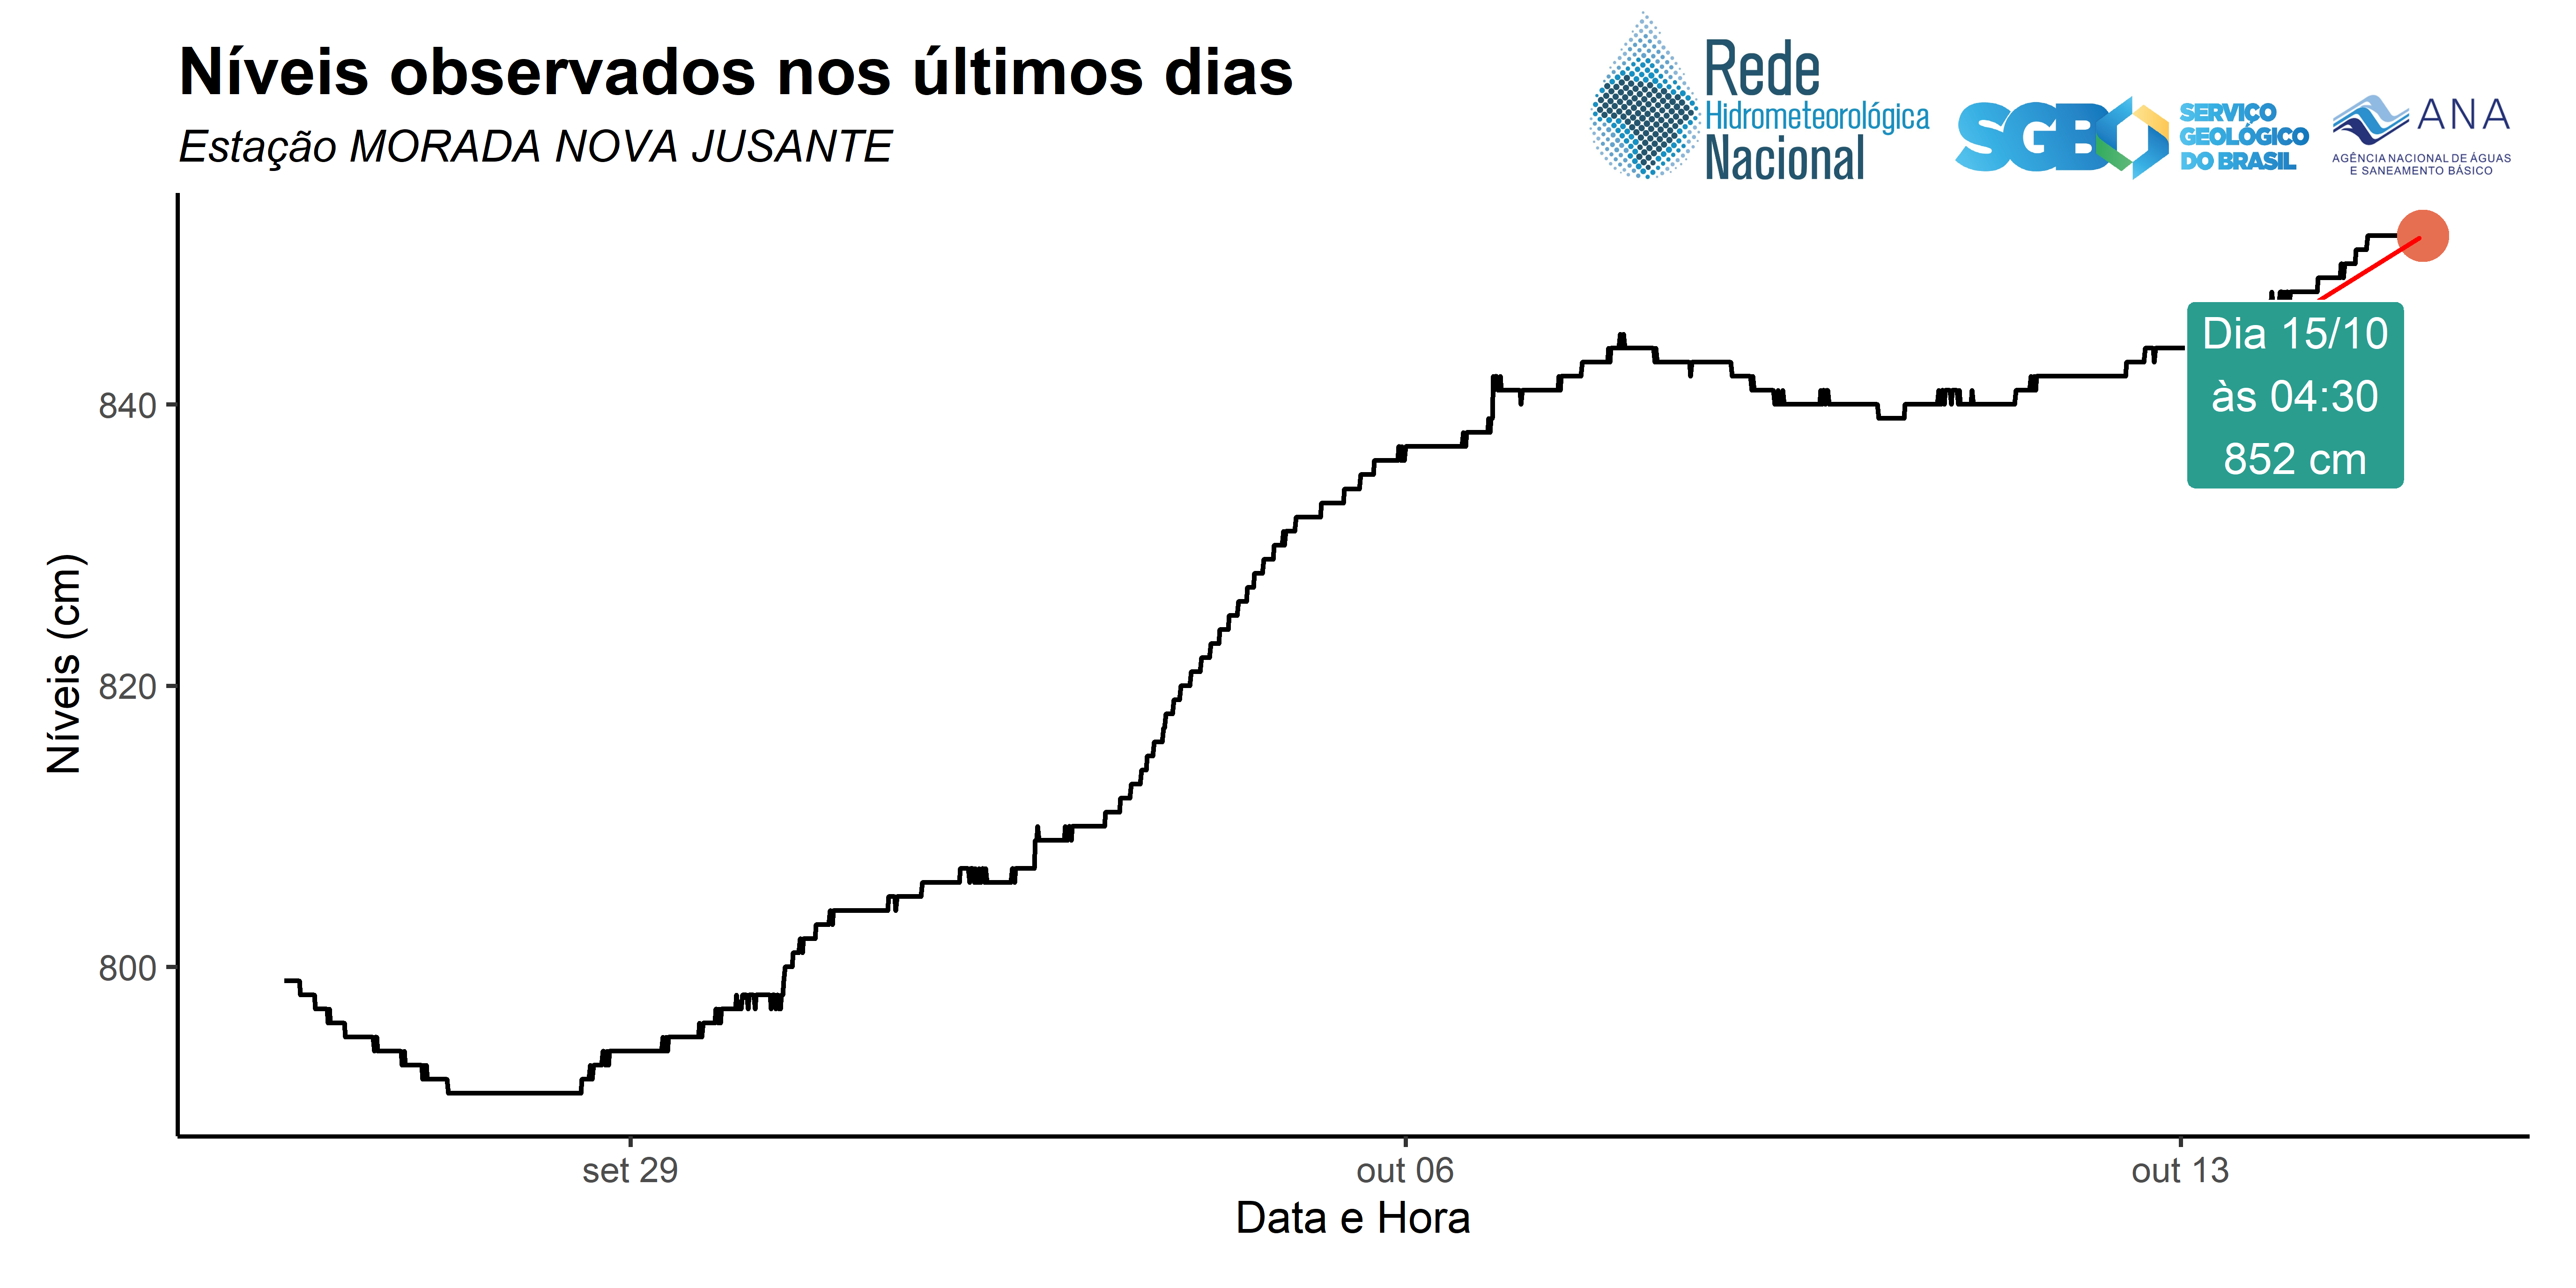 Níveis observados nos últimos dias
Estação MORADA NOVA JUSANTE
Rede
Hidrometeorológica
Nacional
SGB
SERVIÇO
GEOLÓGICO
DO BRASIL
ANA
AGÊNCIA NACIONAL DE ÁGUAS
E SANEAMENTO BÁSICO
Níveis (cm)
840
820
800
Dia 15/10
às 04:30
852 cm
set 29
out 06
out 13
Data e Hora